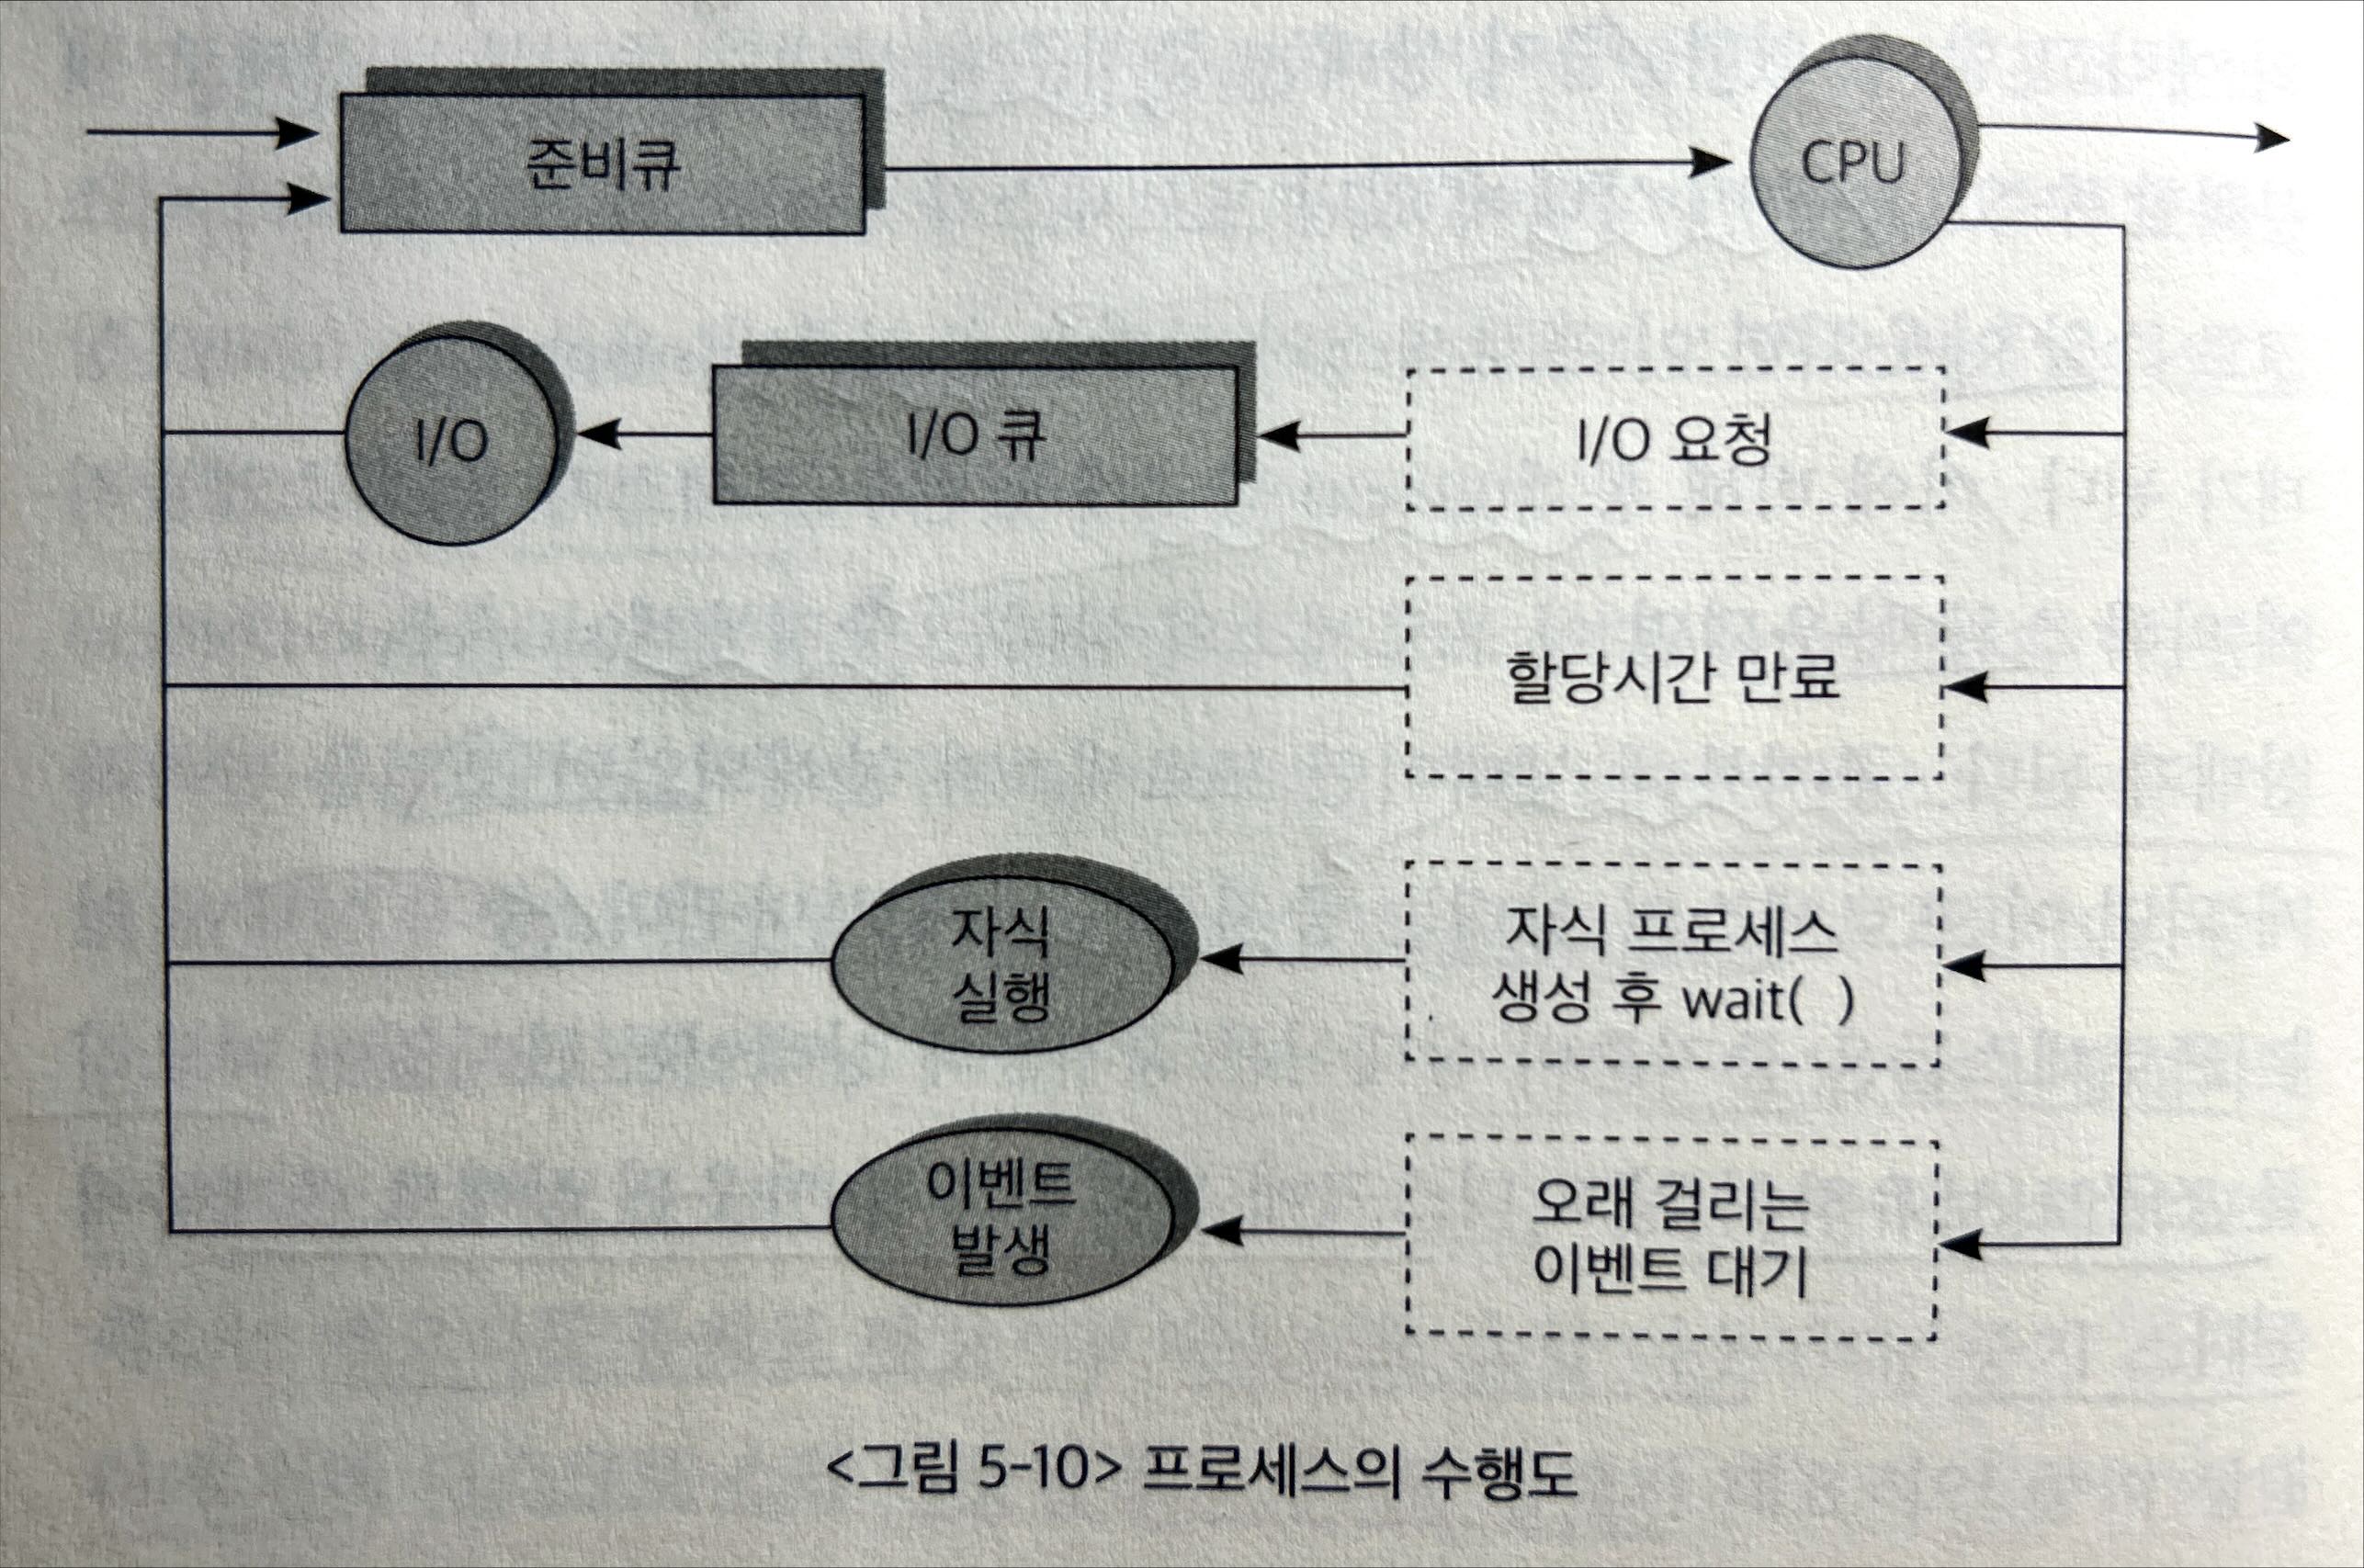 준비큐
CPU
I/O
I/O 큐
I/O 요청
할당시간 만료
자식
실행
자식 프로세스
생성 후 wait( )
이벤트
발생
오래 걸리는
이벤트 대기
<그림 5-10> 프로세스의 수행도